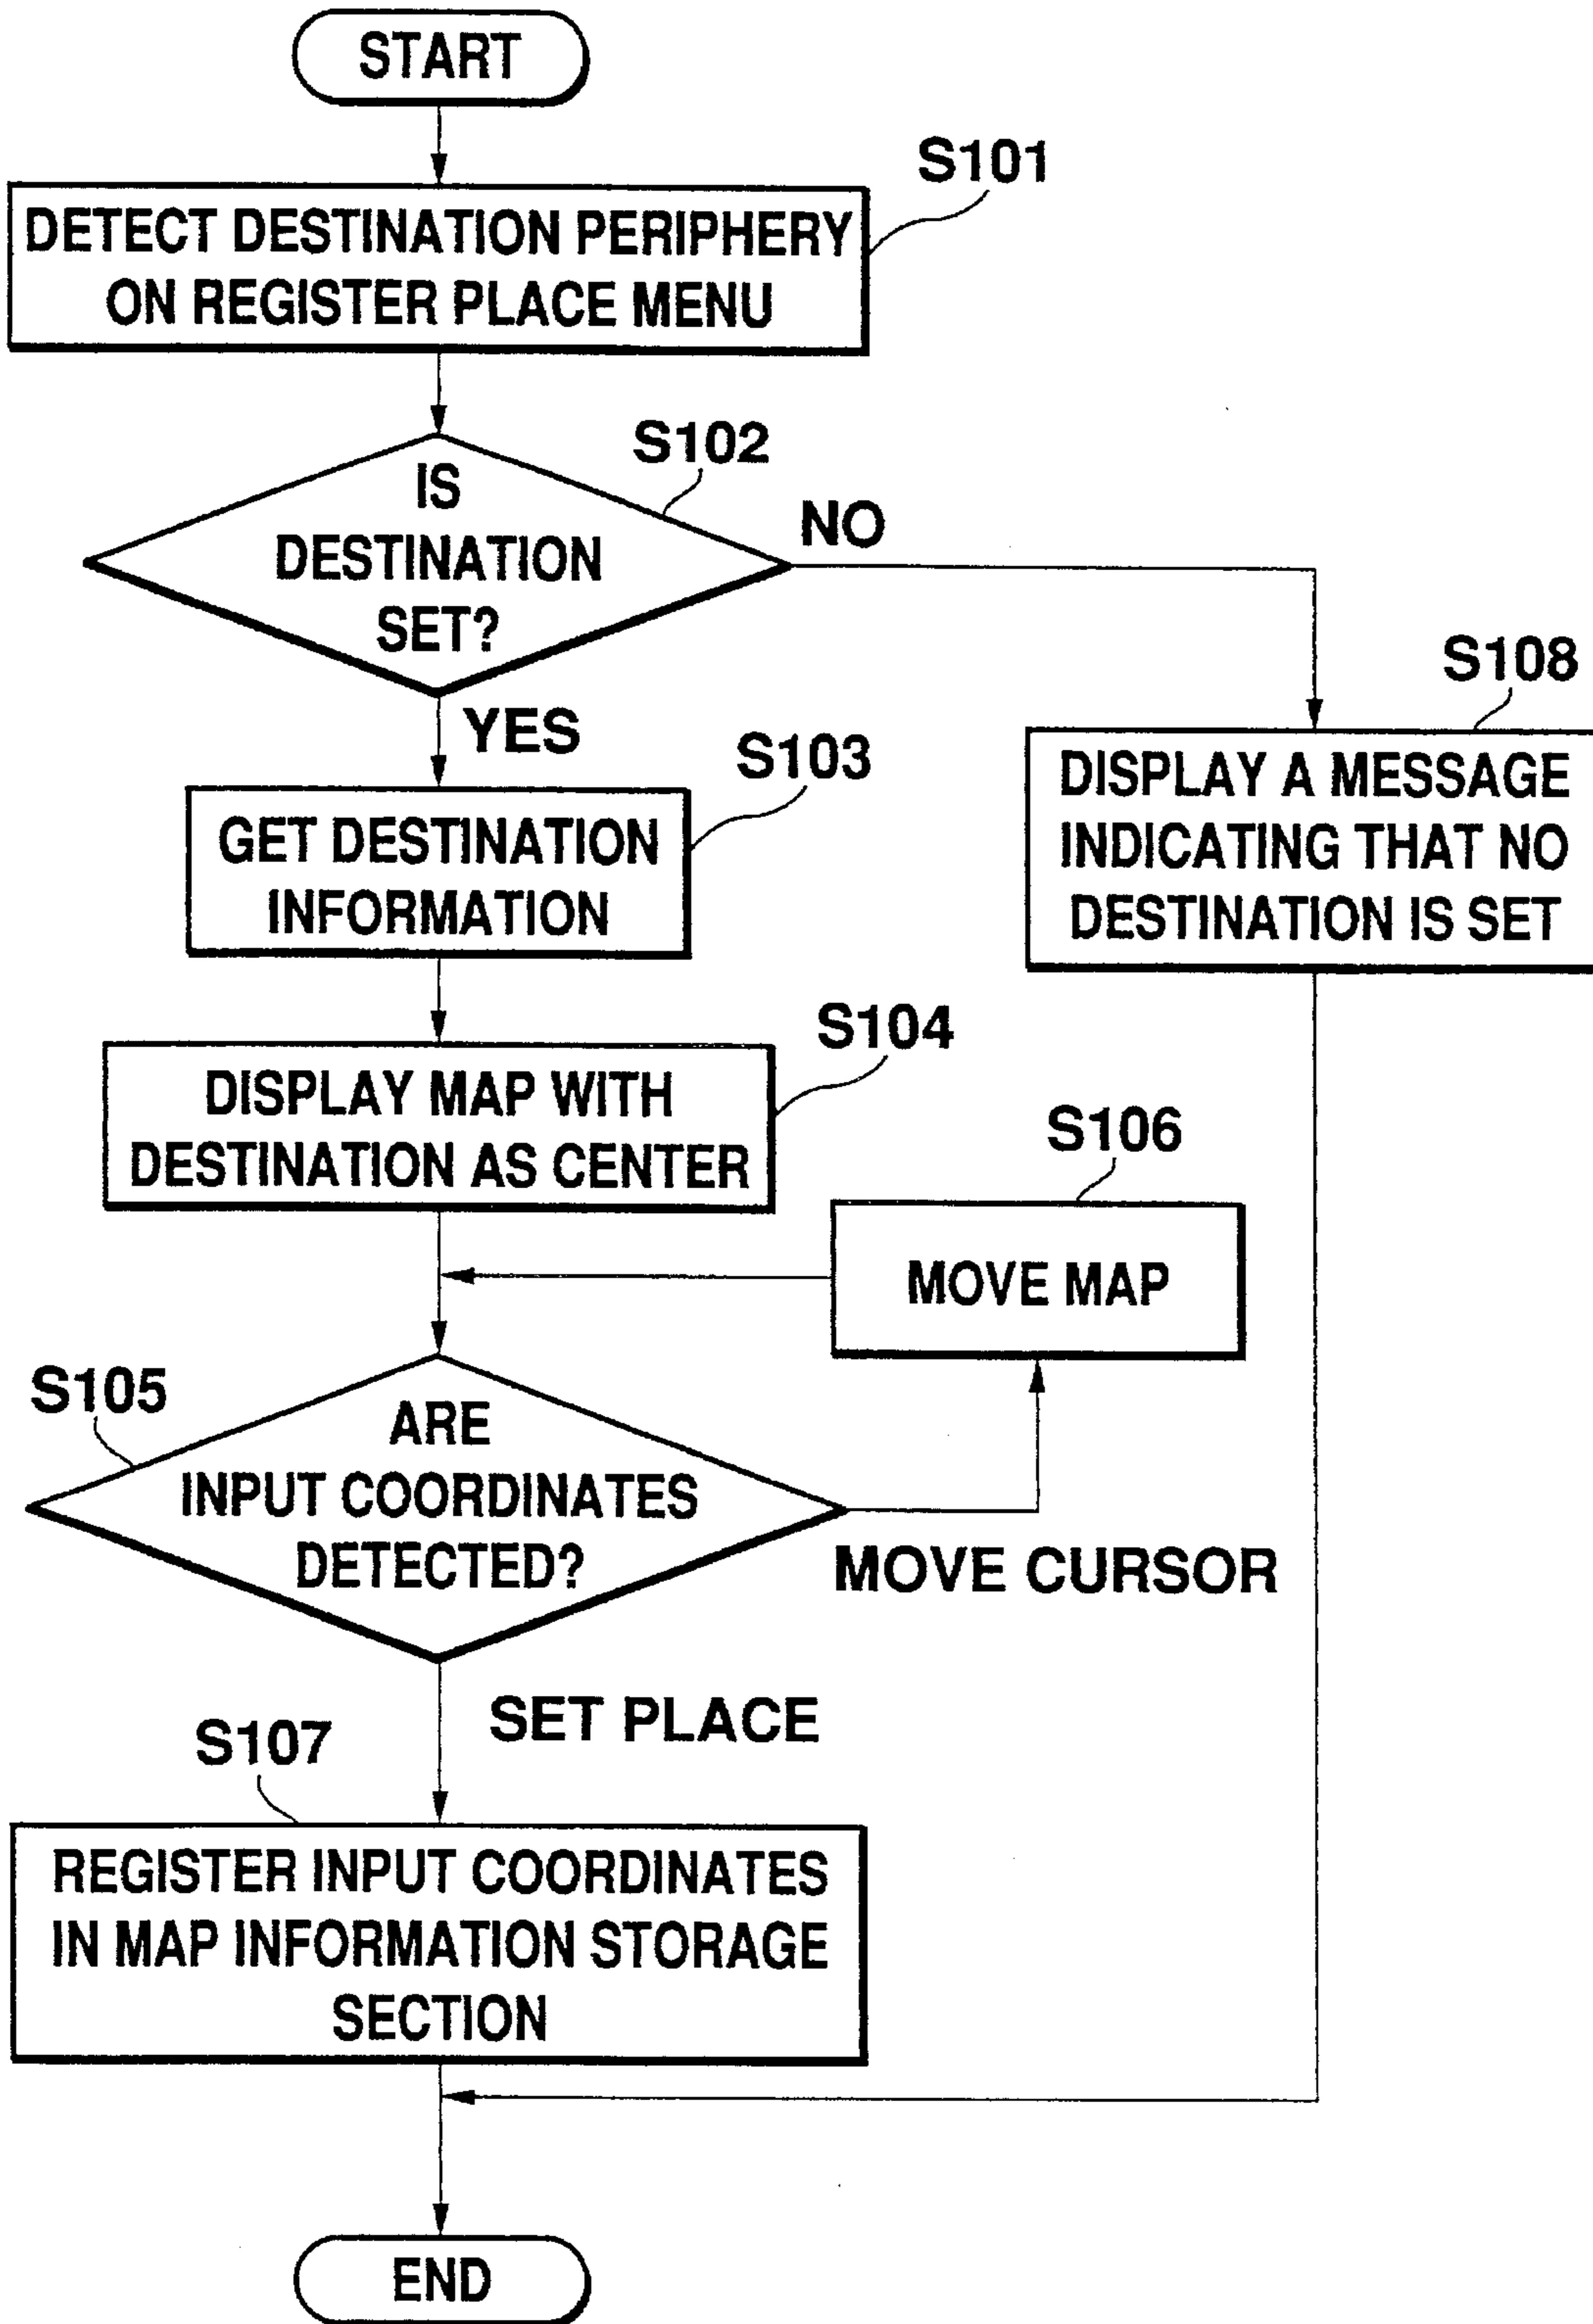 START
S101
DETECT DESTINATION PERIPHERY
ON REGISTER PLACE MENU
S102
IS
DESTINATION
SET?
NO
YES
S108
DISPLAY A MESSAGE
INDICATING THAT NO
DESTINATION IS SET
S103
GET DESTINATION
INFORMATION
S104
DISPLAY MAP WITH
DESTINATION AS CENTER
S106
MOVE MAP
S105
ARE
INPUT COORDINATES
DETECTED?
MOVE CURSOR
SET PLACE
S107
REGISTER INPUT COORDINATES
IN MAP INFORMATION STORAGE
SECTION
END